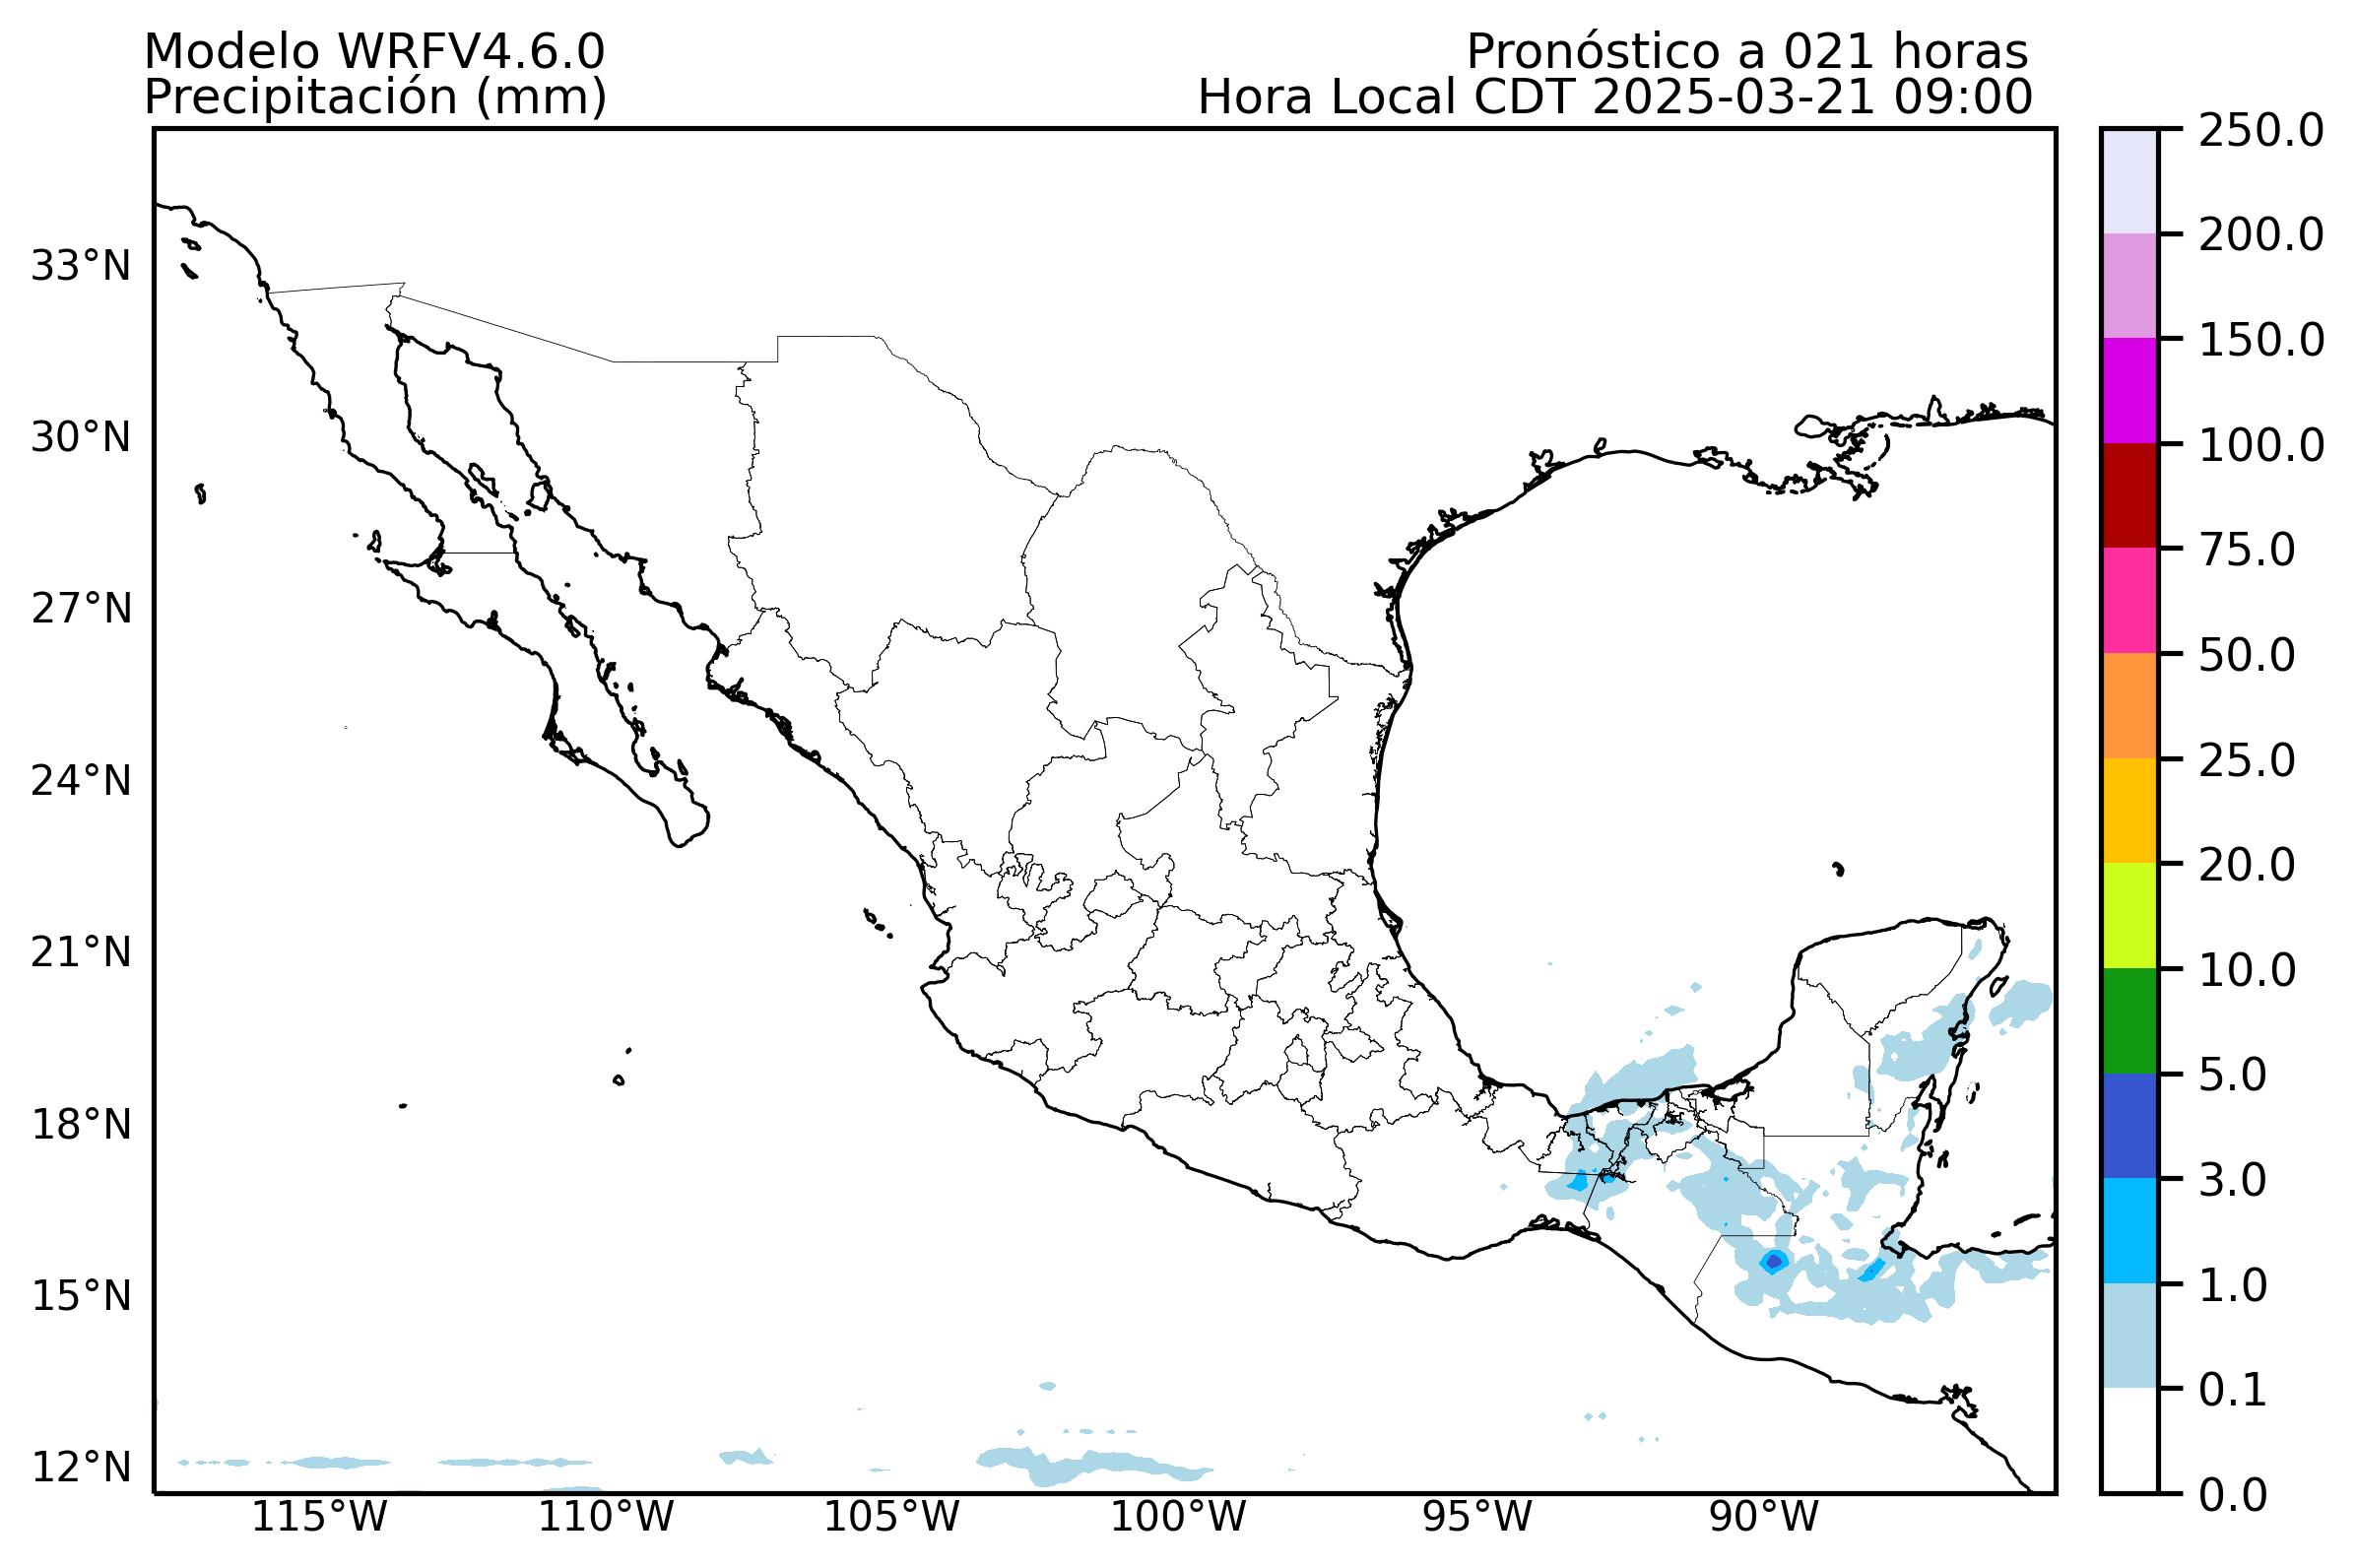 Modelo WRFV4.6.0
Precipitación (mm)
Pronóstico a 021 horas
Hora Local CDT 2025-03-21 09:00
33°N
30°N
27°N
24°N
21°N
18°N
15°N
12°N
115°W
110°W
105°W
100°W
95°W
90°W
250.0
200.0
150.0
100.0
75.0
50.0
25.0
20.0
10.0
5.0
3.0
1.0
0.1
0.0